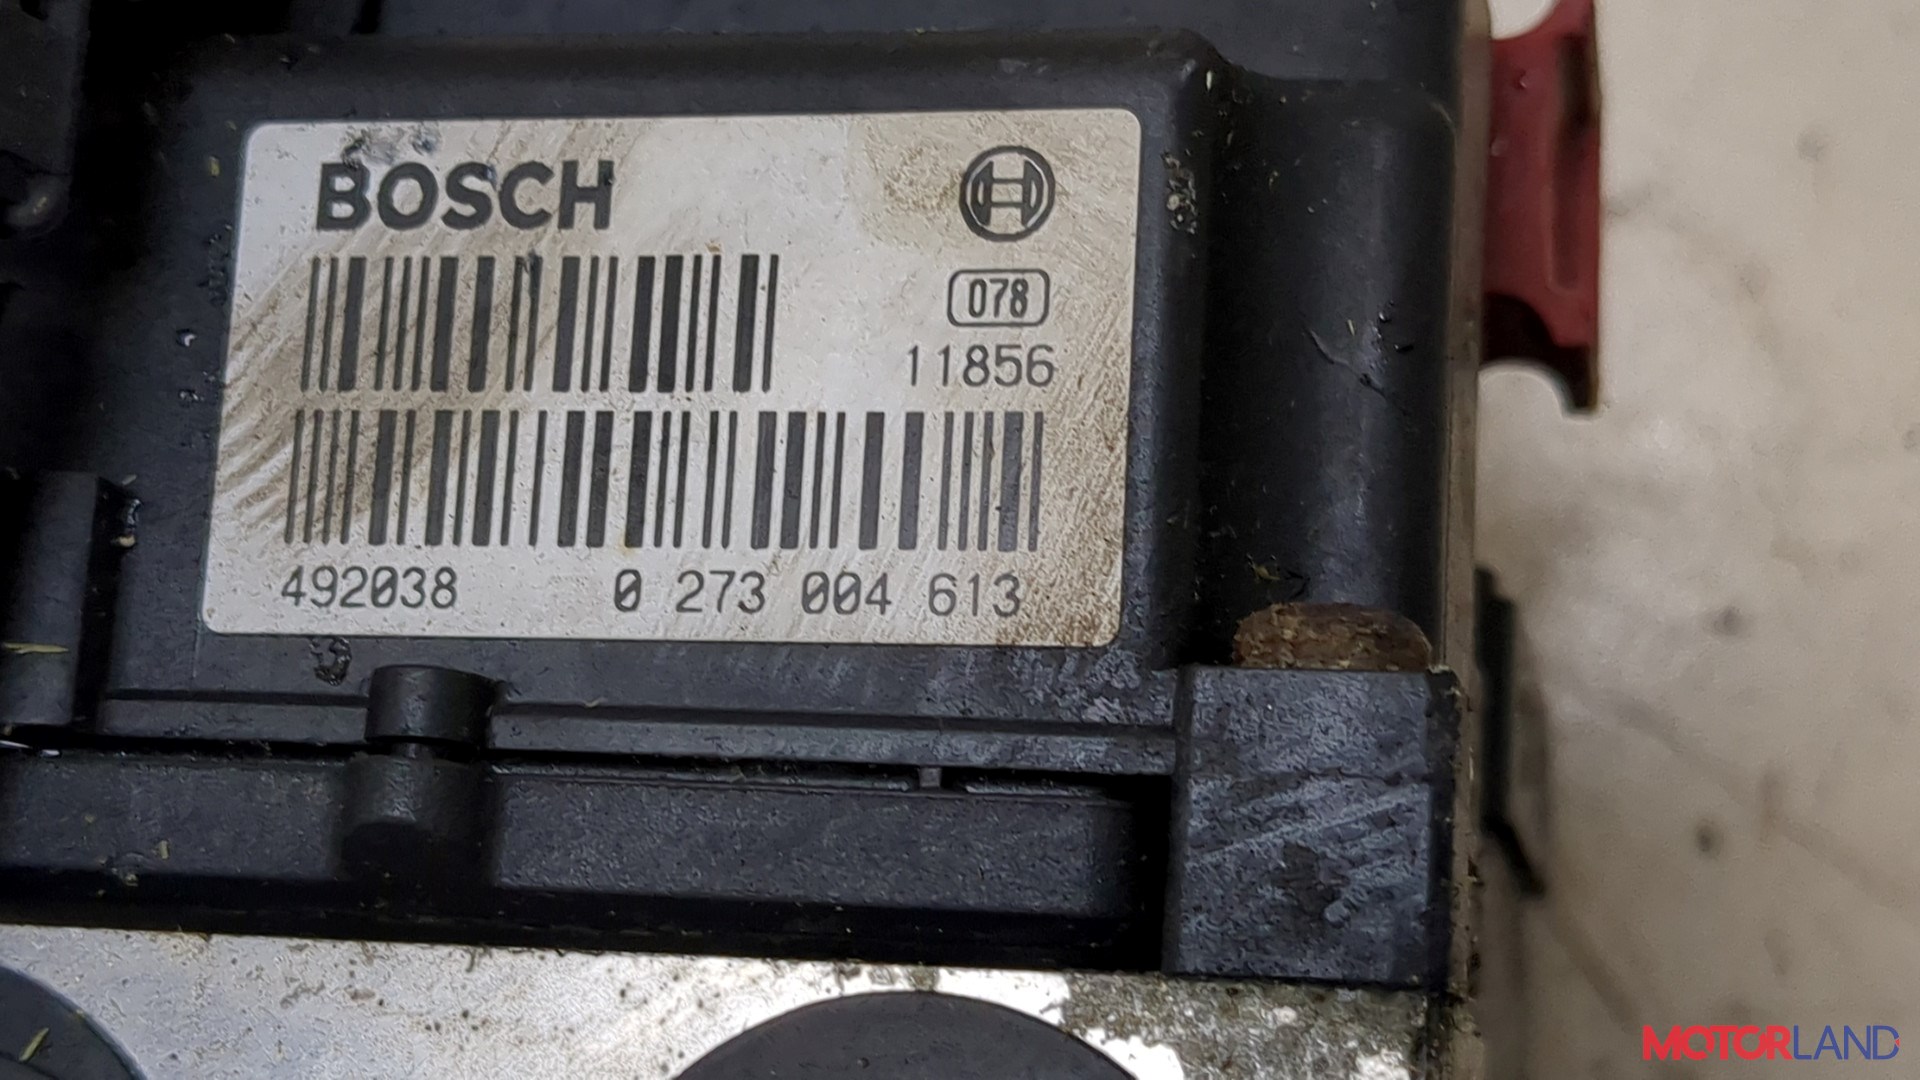 BOSCH
078
11856
492038 0 273 004 613
MOTORLAND